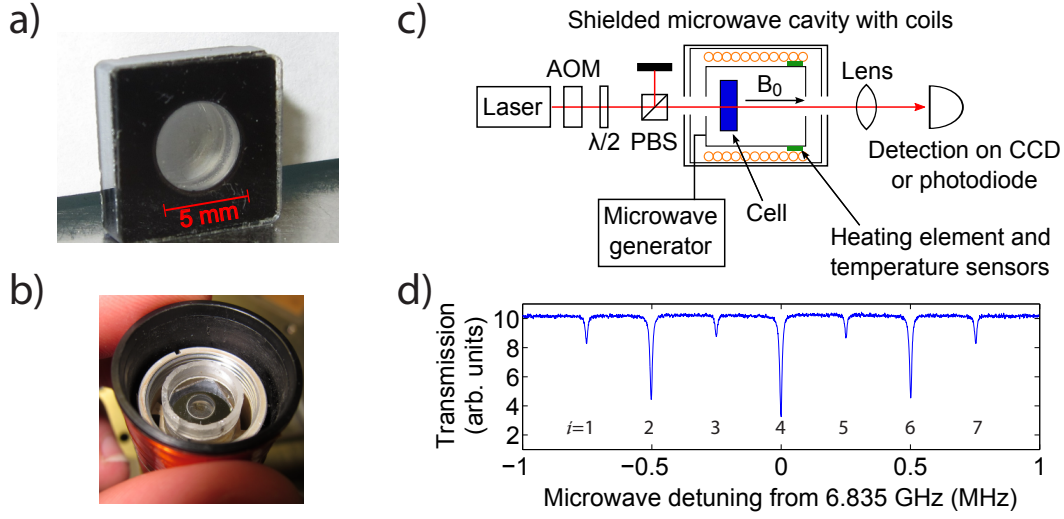 a)
5 mm
b)
c)
Shielded microwave cavity with coils
AOM
Laser
λ/2
PBS
B0
Lens
Detection on CCD
or photodiode
Cell
Microwave
generator
Heating element and
temperature sensors
d)
Transmission
(arb. units)
10
8
6
4
2
i=1
2
3
4
5
6
7
−1
−0.5
0
0.5
1
Microwave detuning from 6.835 GHz (MHz)